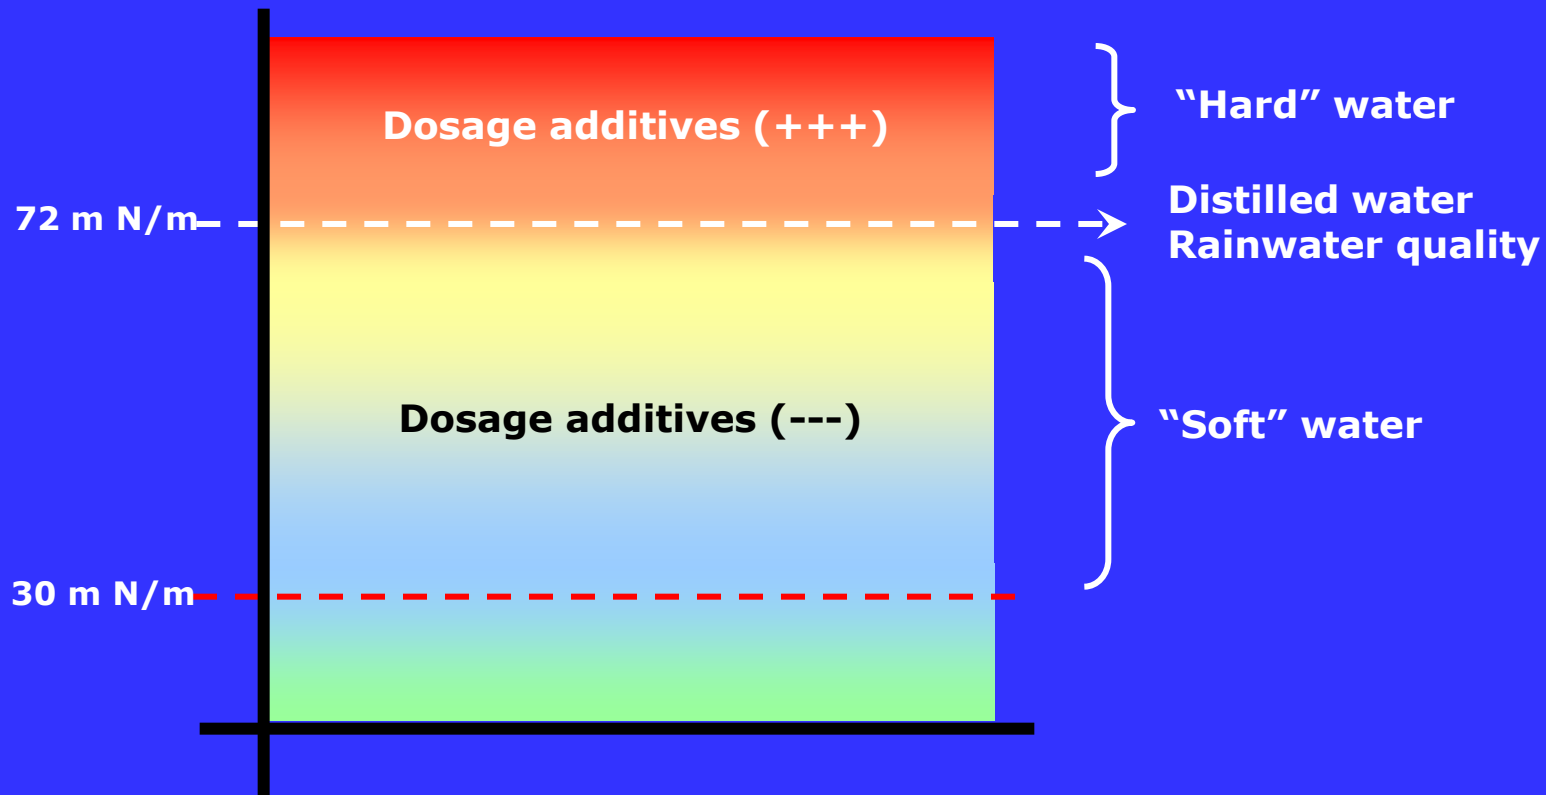 Dosage additives (+++)
“Hard” water
72 m N/m
Distilled water
Rainwater quality
Dosage additives (---)
“Soft” water
30 m N/m